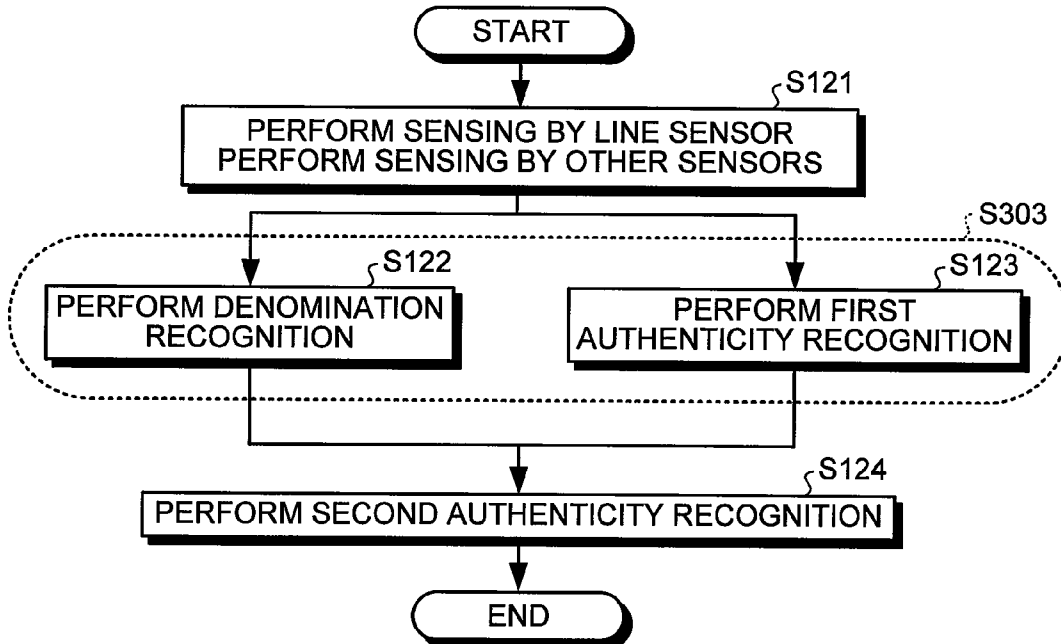 START
S121
PERFORM SENSING BY LINE SENSOR
PERFORM SENSING BY OTHER SENSORS
S303
S122
PERFORM DENOMINATION
RECOGNITION
S123
PERFORM FIRST
AUTHENTICITY RECOGNITION
S124
PERFORM SECOND AUTHENTICITY RECOGNITION
END